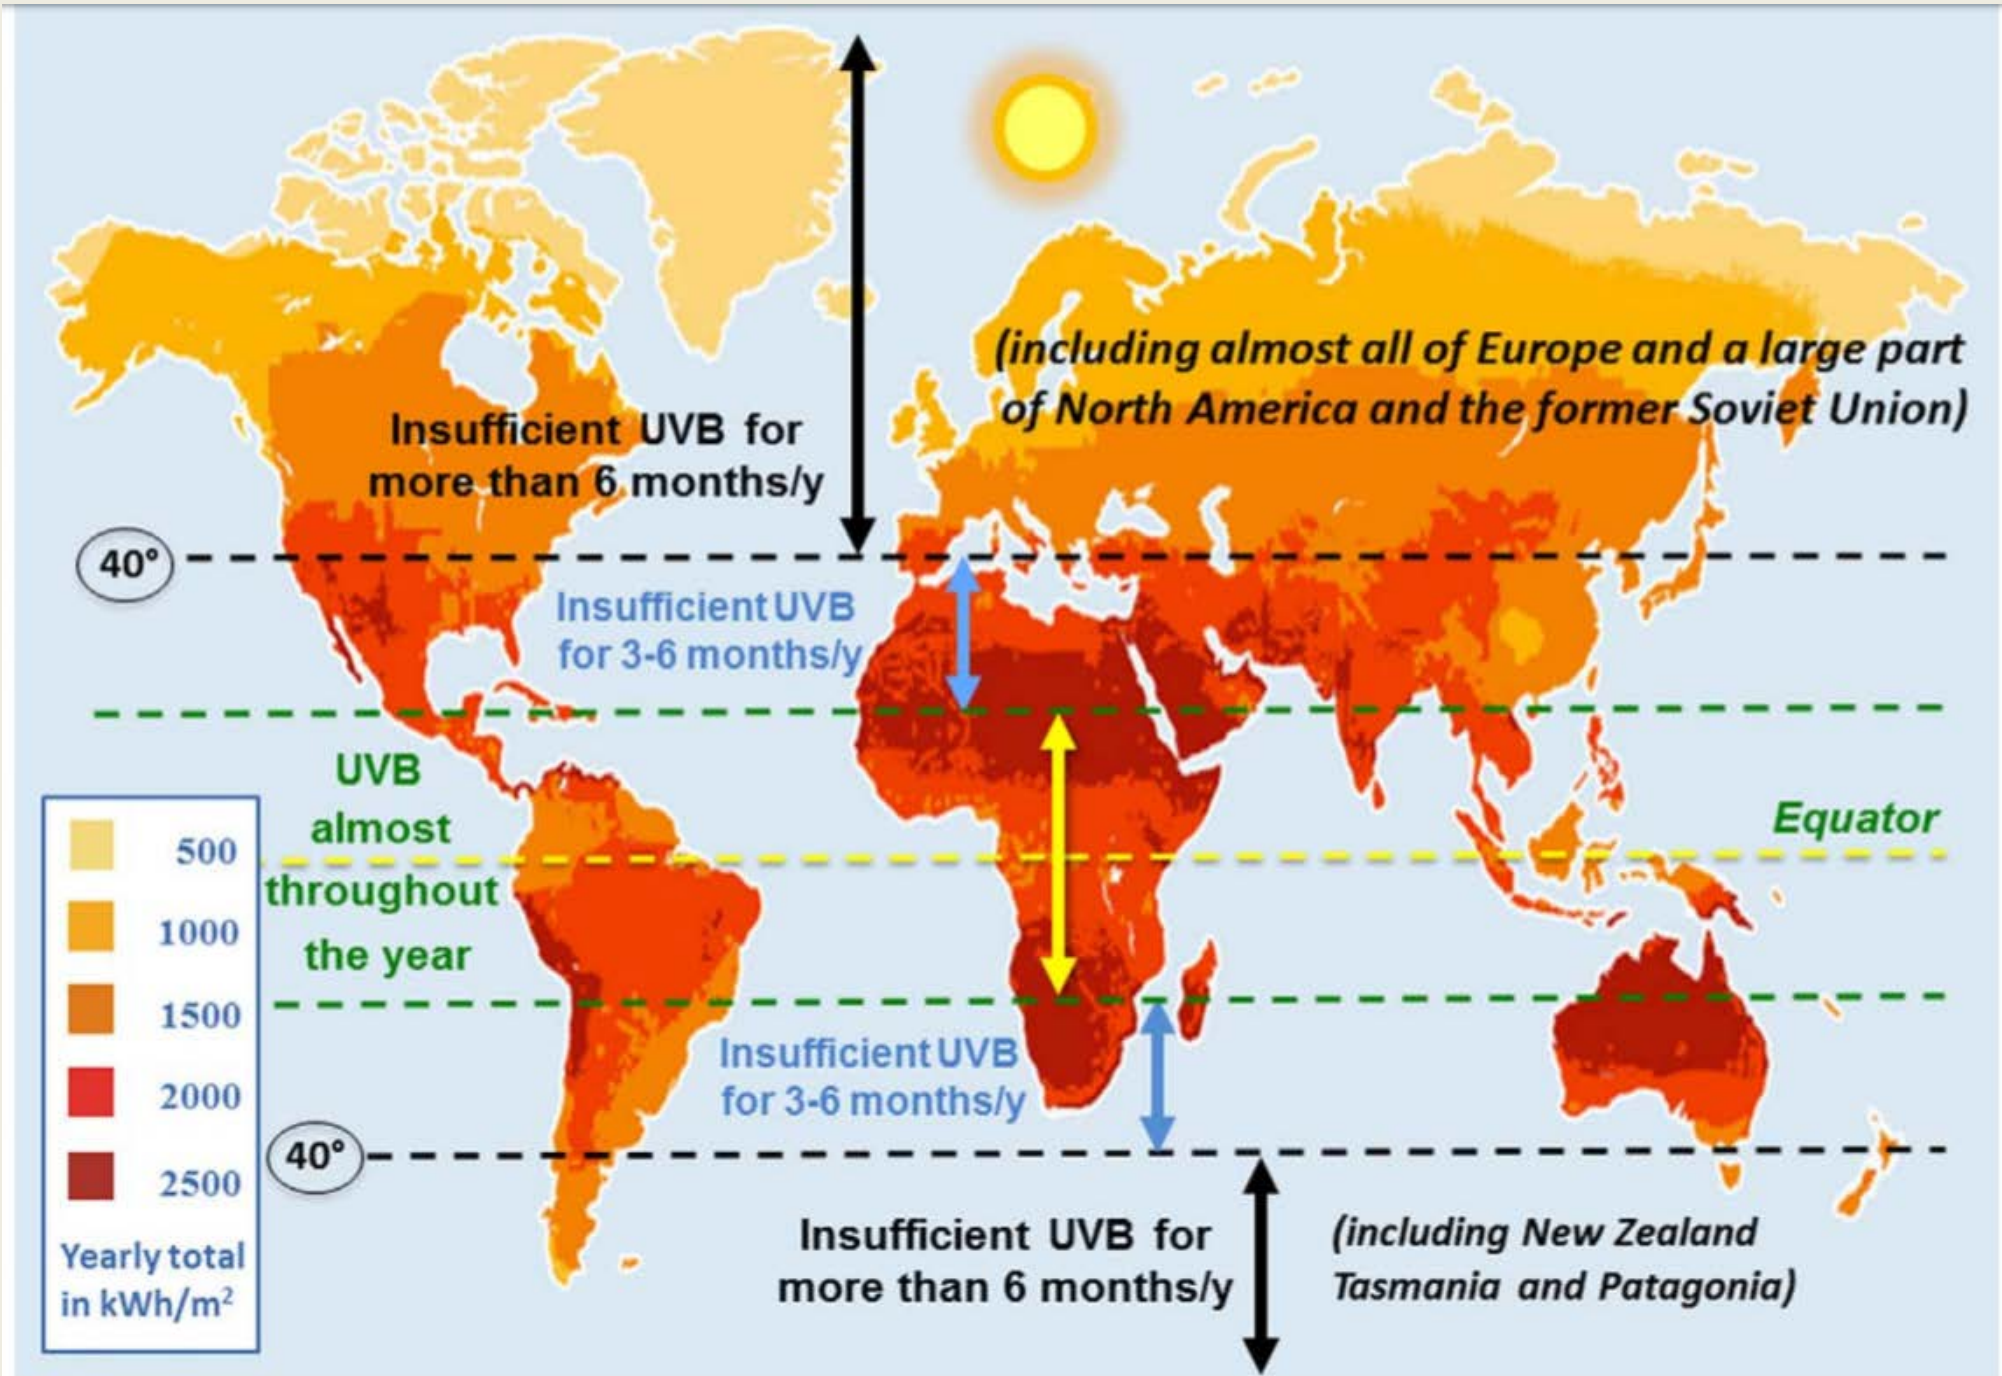 (including almost all of Europe and a large part
of North America and the former Soviet Union)
Insufficient UVB for
more than 6 months/y
40°
Insufficient UVB
for 3-6 months/y
UVB
almost
throughout
the year
Equator
500
1000
1500
2000
2500
Yearly total
in kWh/m²
Insufficient UVB
for 3-6 months/y
40°
Insufficient UVB for
more than 6 months/y
(including New Zealand
Tasmania and Patagonia)